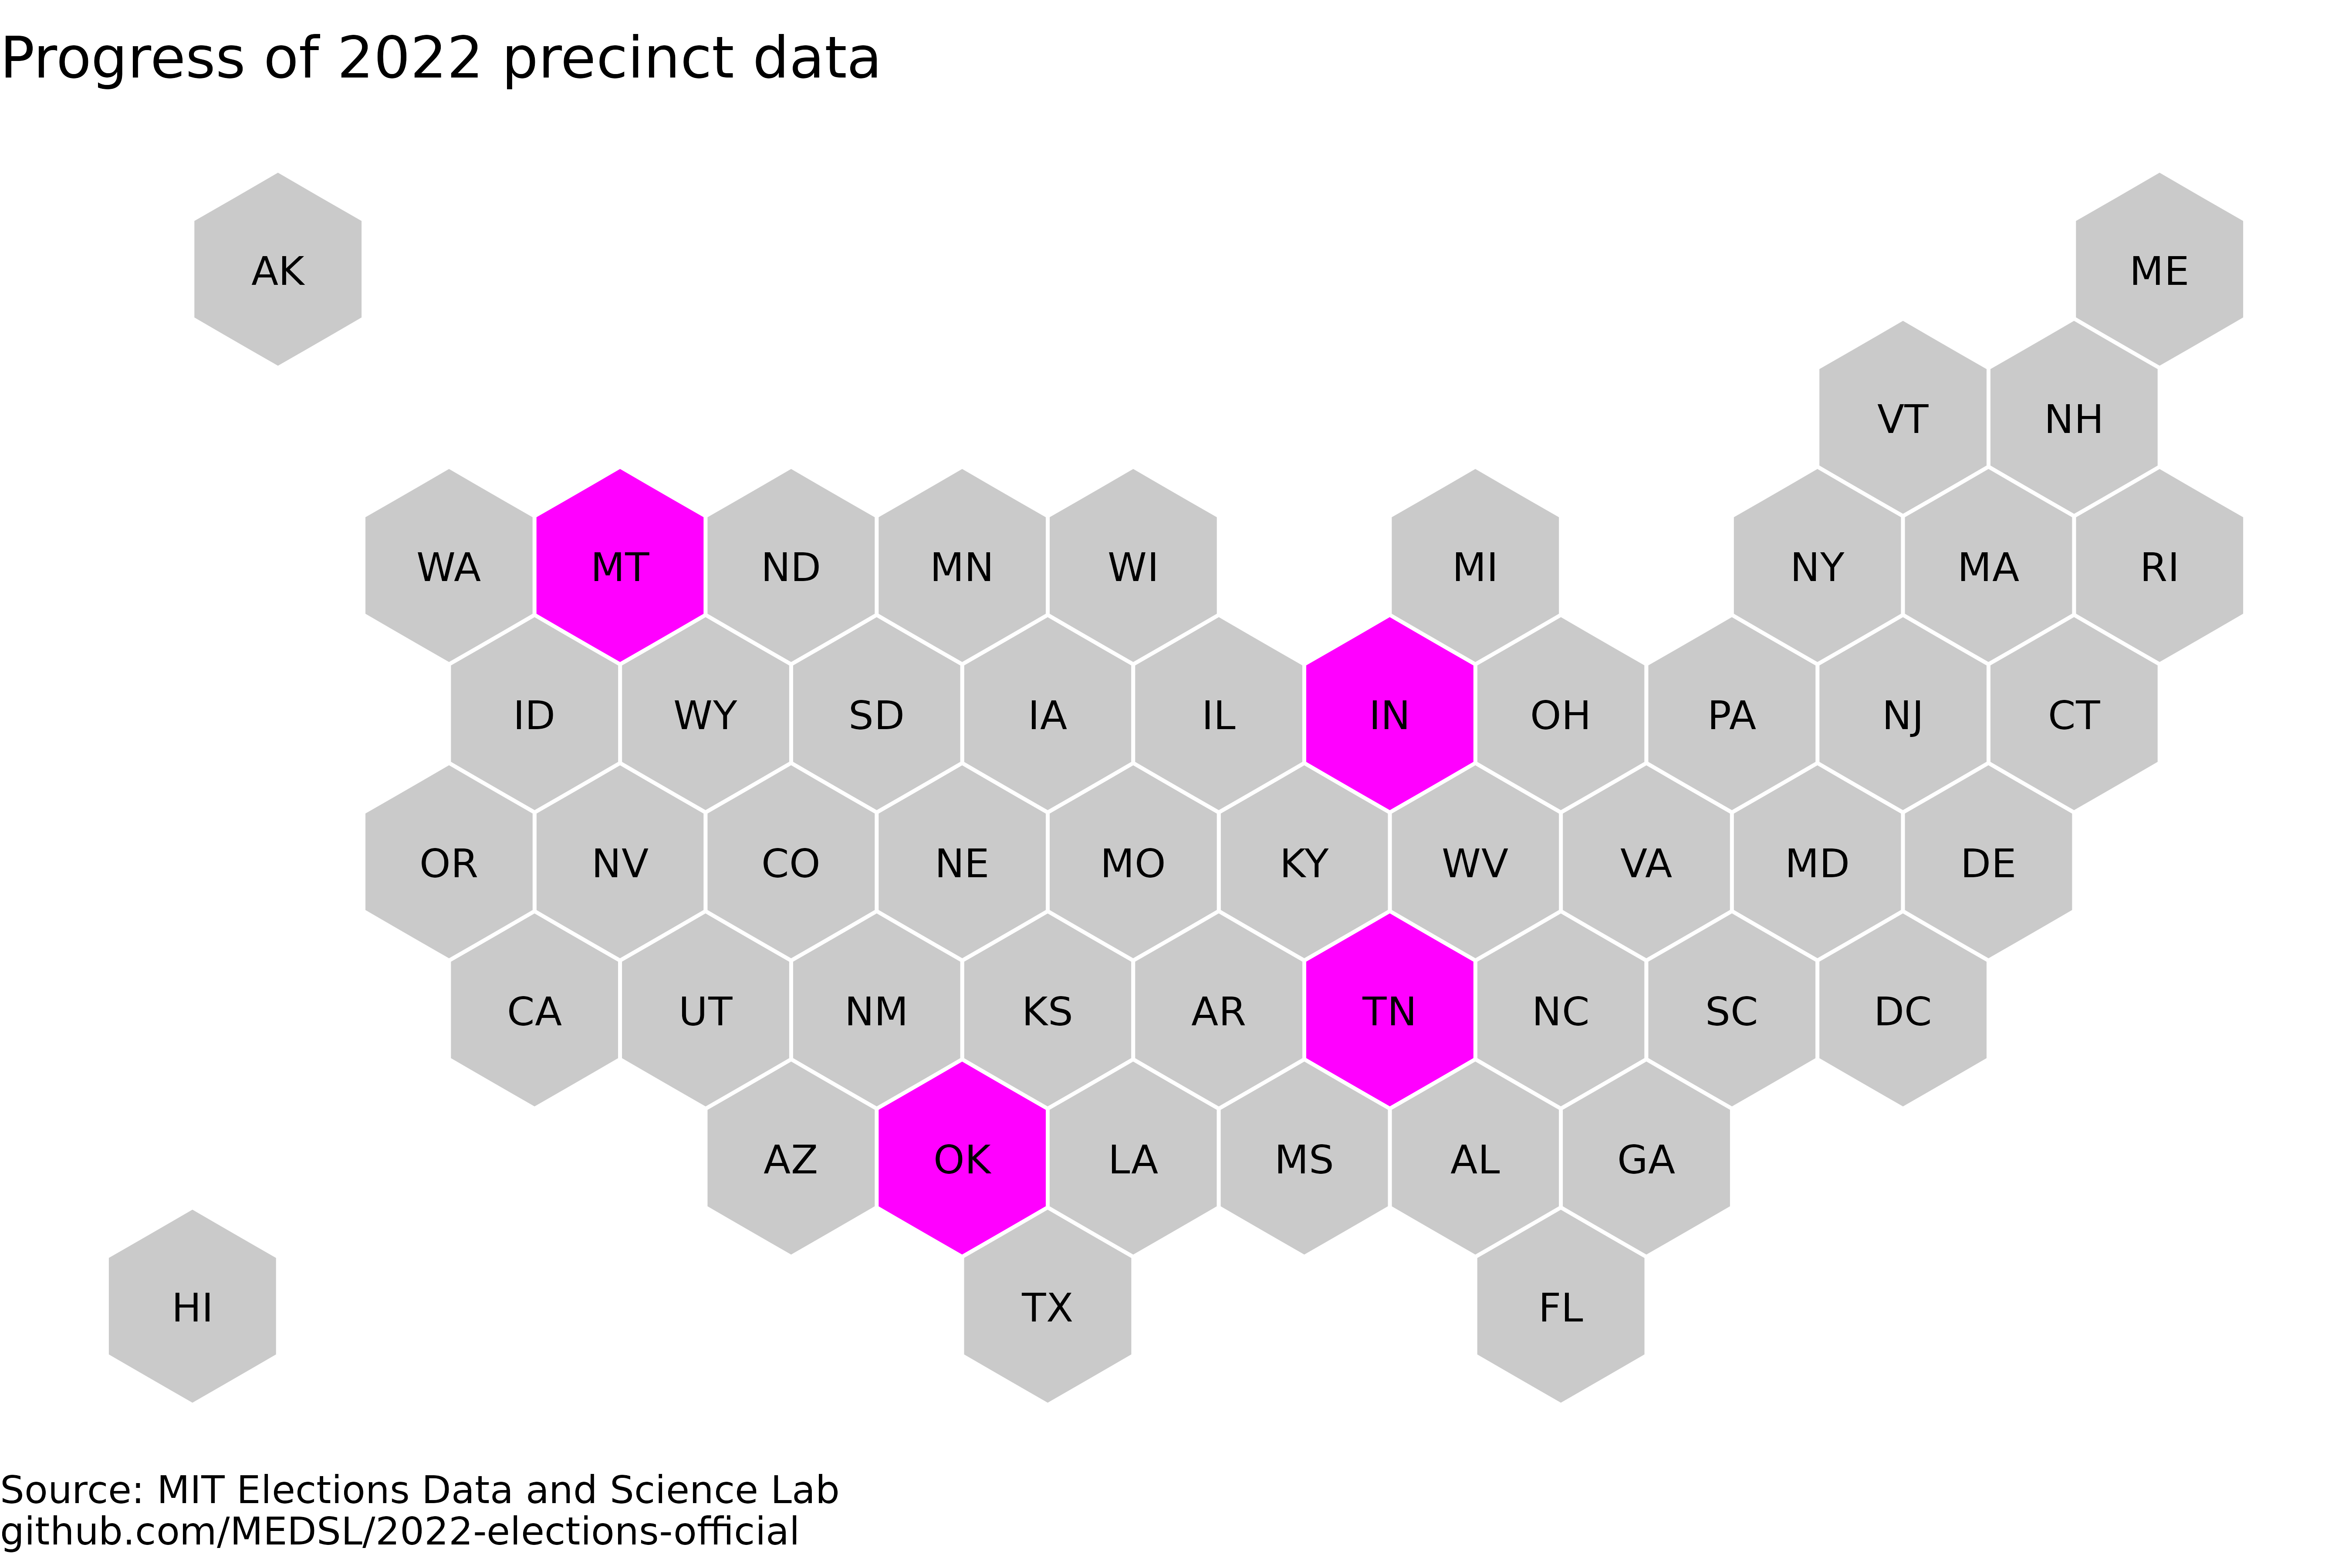 Progress of 2022 precinct data
AK
ME
VT NH
WA MT ND MN WI MI NY MA RI
ID WY SD IA IL IN OH PA NJ CT
OR NV CO NE MO KY WV VA MD DE
CA UT NM KS AR TN NC SC DC
AZ OK LA MS AL GA
HI TX FL
Source: MIT Elections Data and Science Lab
github.com/MEDSL/2022-elections-official